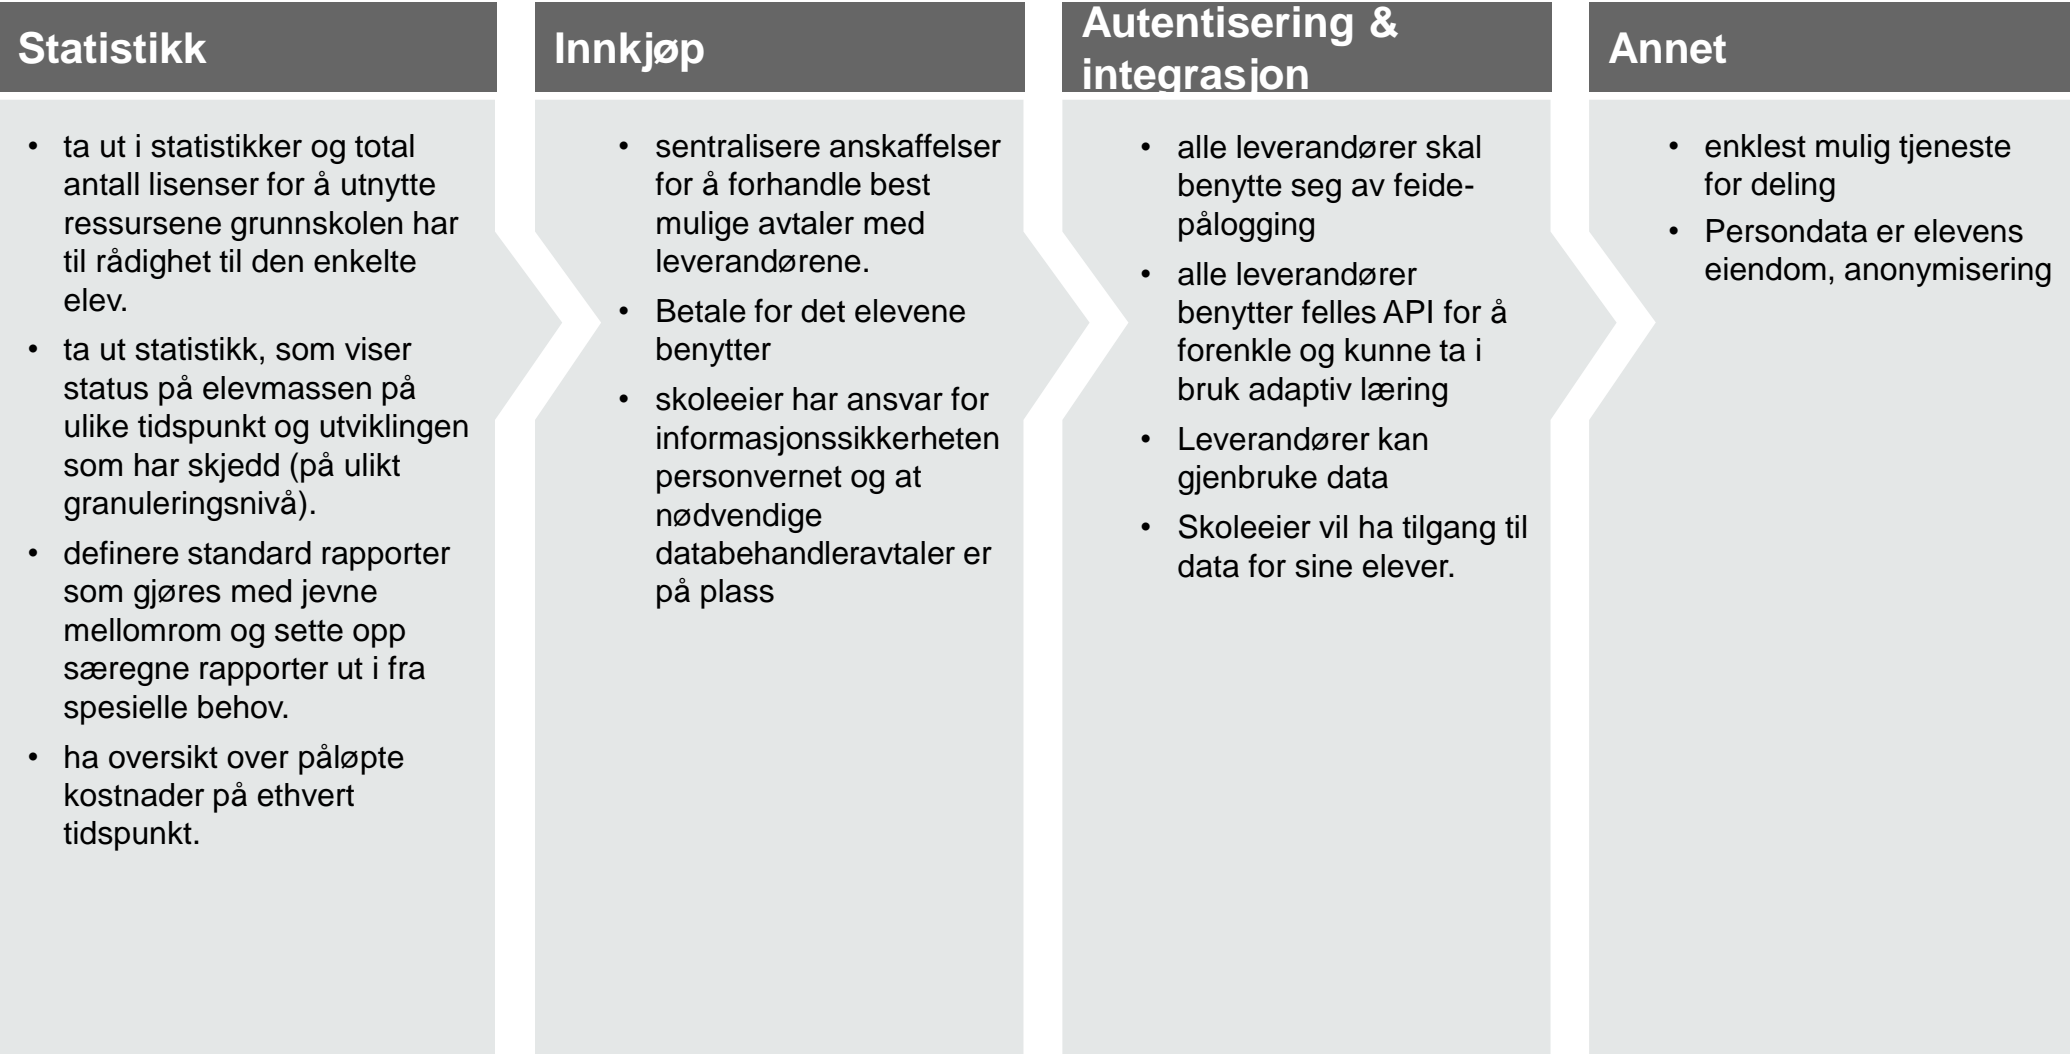 Statistikk
• ta ut i statistikker og total
antall lisenser for å utnytte
ressursene grunnskolen har
til rådighet til den enkelte
elev.
• ta ut statistikk, som viser
status på elevmassen på
ulike tidspunkt og utviklingen
som har skjedd (på ulikt
granuleringsnivå).
• definere standard rapporter
som gjøres med jevne
mellomrom og sette opp
særegne rapporter ut i fra
spesielle behov.
• ha oversikt over påløpte
kostnader på ethvert
tidspunkt.
Innkjøp
• sentralisere anskaffelser
for å forhandle best
mulige avtaler med
leverandørene.
• Betale for det elevene
benytter
• skoleeier har ansvar for
informasjonssikkerheten
personvernet og at
nødvendige
databehandleravtaler er
på plass
Autentisering &
integrasjon
• alle leverandører skal
benytte seg av feide-
pålogging
• alle leverandører
benytter felles API for å
forenkle og kunne ta i
bruk adaptiv læring
• Leverandører kan
gjenbruke data
• Skoleeier vil ha tilgang til
data for sine elever.
Annet
• enklest mulig tjeneste
for deling
• Persondata er elevens
eiendom, anonymisering